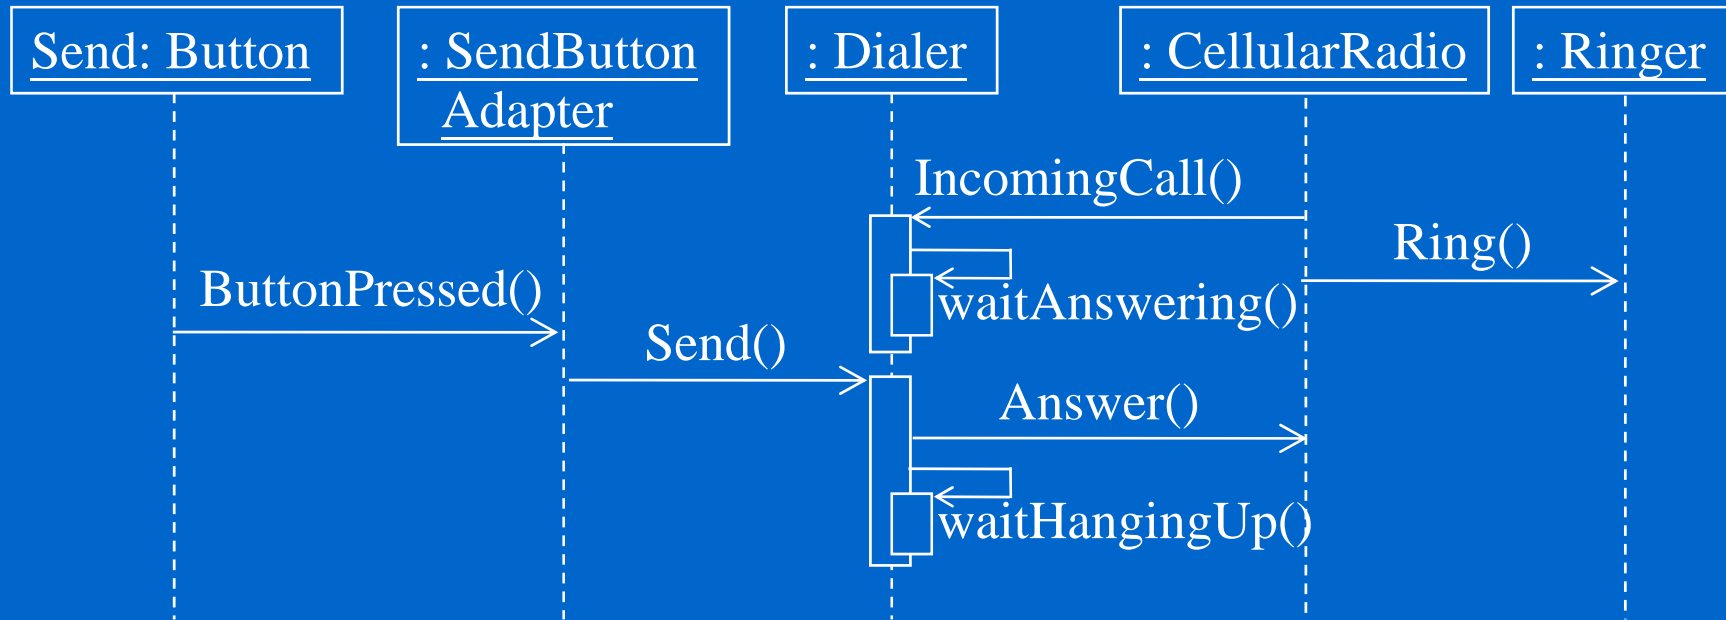 Send: Button
: SendButton
Adapter
: Dialer
: CellularRadio
: Ringer
IncomingCall()
Ring()
ButtonPressed()
waitAnswering()
Send()
Answer()
waitHangingUp()